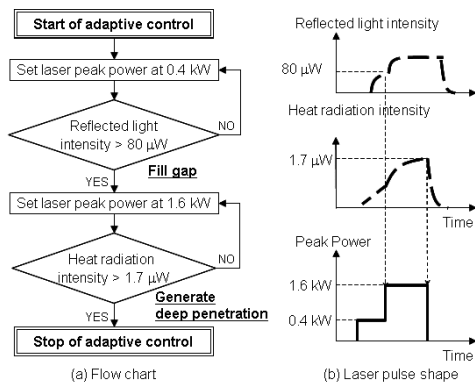 Start of adaptive control
Set laser peak power at 0.4 kW
Reflected light
intensity > 80 µW
NO
YES
Fill gap
Set laser peak power at 1.6 kW
Heat radiation
intensity > 1.7 µW
NO
YES
Generate
deep penetration
Stop of adaptive control
(a) Flow chart
Reflected light intensity
80 µW
Time
Heat radiation intensity
1.7 µW
Time
Peak Power
1.6 kW
0.4 kW
Time
(b) Laser pulse shape